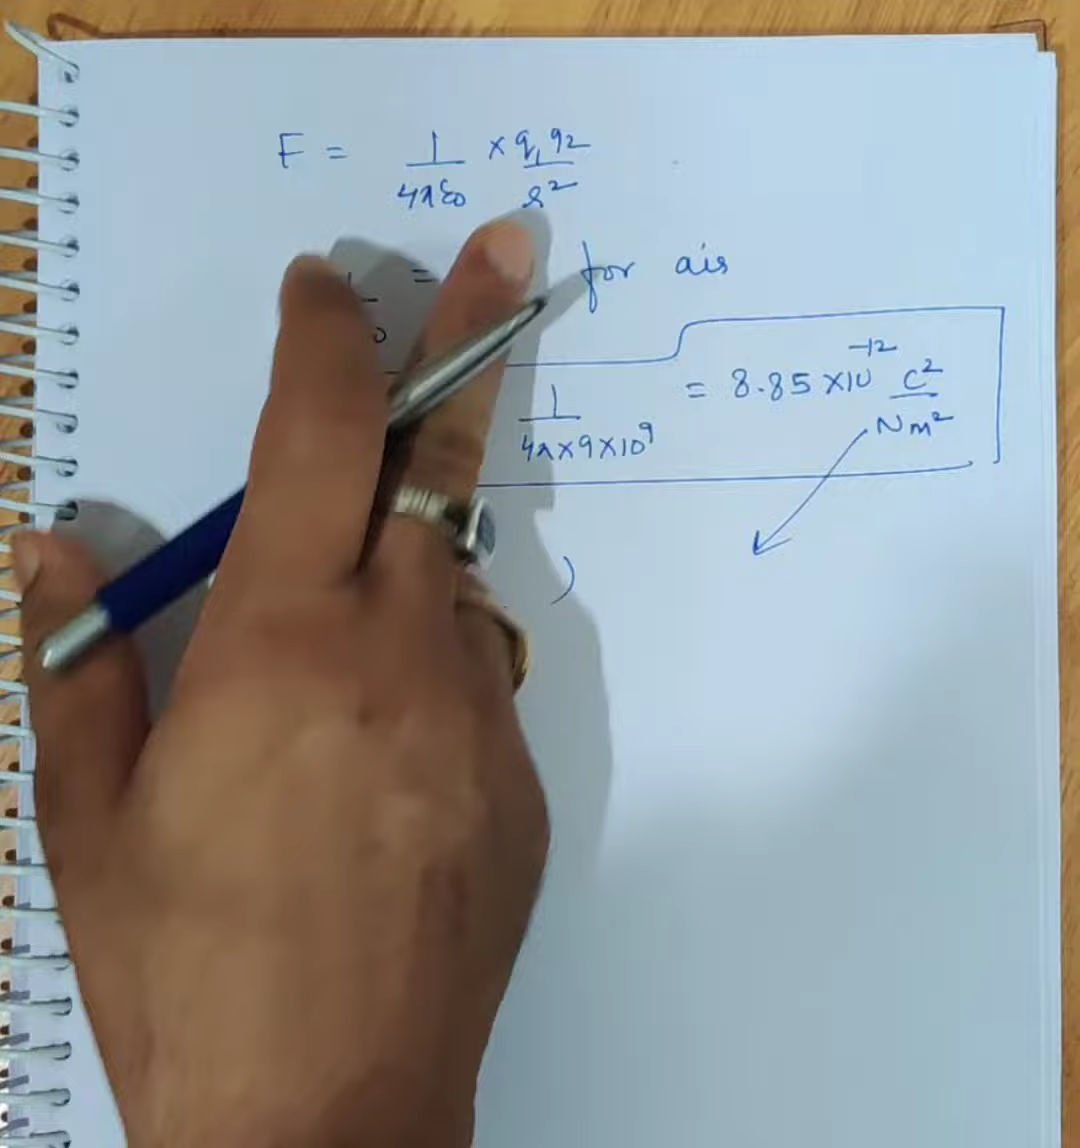 F = 1/4πε₀ × q₁q₂/r²
= for air
1/4π×9×10⁹ = 8.85 ×10⁻¹² C²/Nm²
)